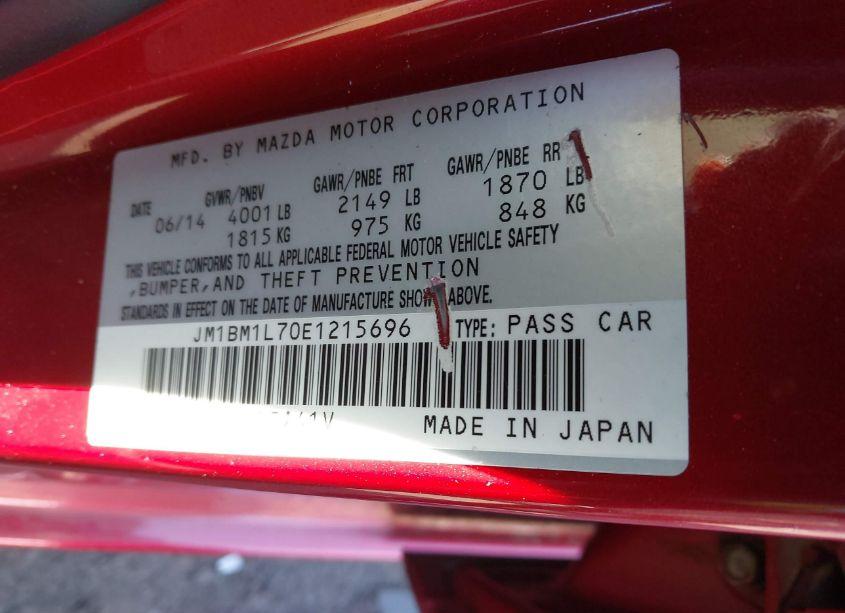 MFD. BY MAZDA MOTOR CORPORATION
DATE GVWR/PNBV GAWR/PNBE FRT GAWR/PNBE RR
06/14 4001 LB 2149 LB 1870 LB
1815 KG 975 KG 848 KG
THIS VEHICLE CONFORMS TO ALL APPLICABLE FEDERAL MOTOR VEHICLE SAFETY
,BUMPER,AND THEFT PREVENTION
STANDARDS IN EFFECT ON THE DATE OF MANUFACTURE SHOWN ABOVE.
JM1BM1L70E1215696 TYPE: PASS CAR
MADE IN JAPAN